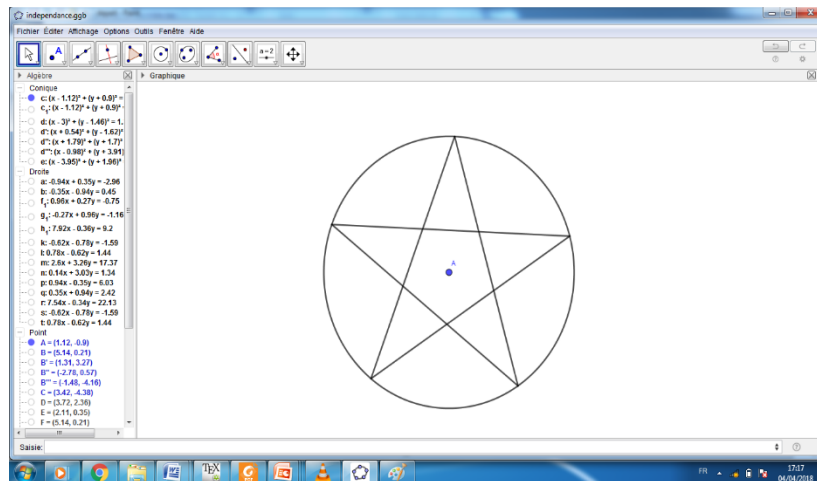 independance.ggb
Fichier Éditer Affichage Options Outils Fenêtre Aide
a=2
Algèbre
Graphique
Conique
c: (x - 1.12)² + (y + 0.9)² =
c₁: (x - 1.12)² + (y + 0.9)²
d: (x - 3)² + (y - 1.46)² = 1.
d': (x + 0.54)² + (y - 1.62)²
d'': (x + 1.79)² + (y + 1.7)²
d''': (x - 0.98)² + (y + 3.91)
e: (x - 3.95)² + (y + 1.96)²
Droite
a: -0.94x + 0.35y = -2.96
b: -0.35x - 0.94y = 0.45
f₁: 0.96x + 0.27y = -0.75
g₁: -0.27x + 0.96y = -1.16
h₁: 7.92x - 0.36y = 9.2
k: -0.62x - 0.78y = -1.59
l: 0.78x - 0.62y = 1.44
m: 2.6x + 3.26y = 17.37
n: 0.14x + 3.03y = 1.34
p: 0.94x - 0.35y = 6.03
q: 0.35x + 0.94y = 2.42
r: 7.54x - 0.34y = 22.13
s: -0.62x - 0.78y = -1.59
t: 0.78x - 0.62y = 1.44
Point
A = (1.12, -0.9)
B = (5.14, 0.21)
B' = (1.31, 3.27)
B'' = (-2.78, 0.57)
B''' = (-1.48, -4.16)
C = (3.42, -4.38)
D = (3.72, 2.36)
E = (2.11, 0.35)
F = (5.14, 0.21)
A
Saisie:
TEX
W
FR
17:17
04/04/2018